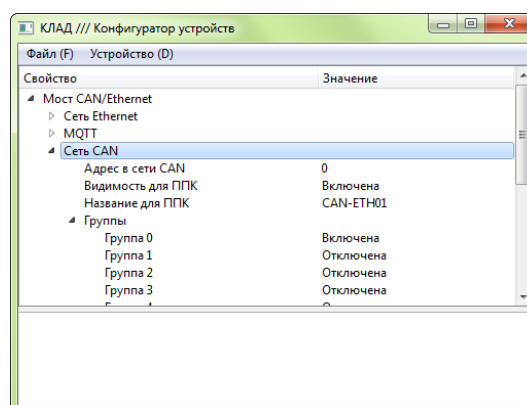 КЛАД /// Конфигуратор устройств
Файл (F) Устройство (D)
Свойство Значение
Мост CAN/Ethernet
Сеть Ethernet
MQTT
Сеть CAN
Адрес в сети CAN 0
Видимость для ППК Включена
Название для ППК CAN-ETH01
Группы
Группа 0 Включена
Группа 1 Отключена
Группа 2 Отключена
Группа 3 Отключена